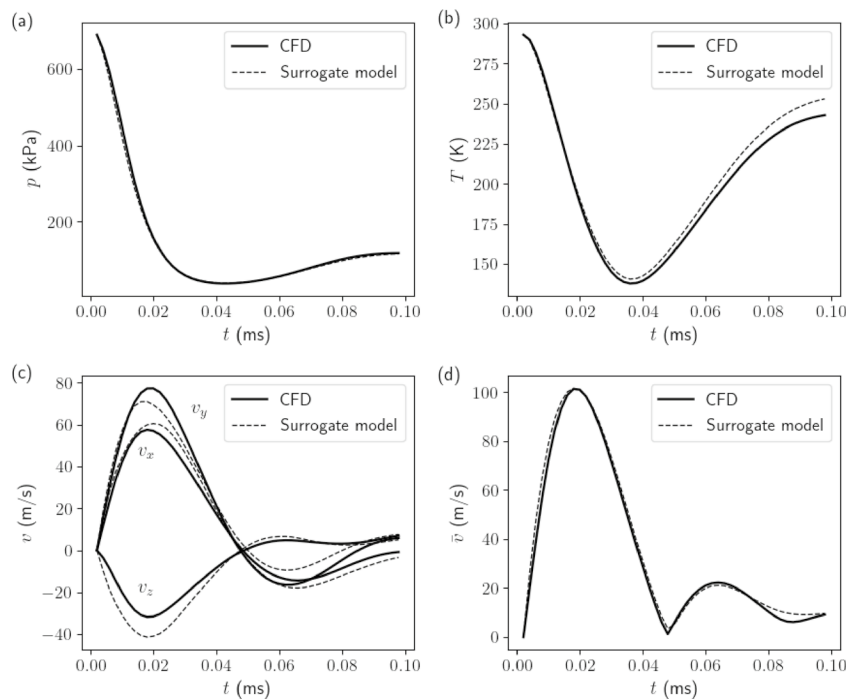 (a)
CFD
Surrogate model
600
400
200
p (kPa)
0.00 0.02 0.04 0.06 0.08 0.10
t (ms)
(b)
CFD
Surrogate model
300
275
250
225
200
175
150
T (K)
0.00 0.02 0.04 0.06 0.08 0.10
t (ms)
(c)
CFD
Surrogate model
v_y
v_x
v_z
80
60
40
20
0
−20
−40
v (m/s)
0.00 0.02 0.04 0.06 0.08 0.10
t (ms)
(d)
CFD
Surrogate model
100
80
60
40
20
0
v̄ (m/s)
0.00 0.02 0.04 0.06 0.08 0.10
t (ms)